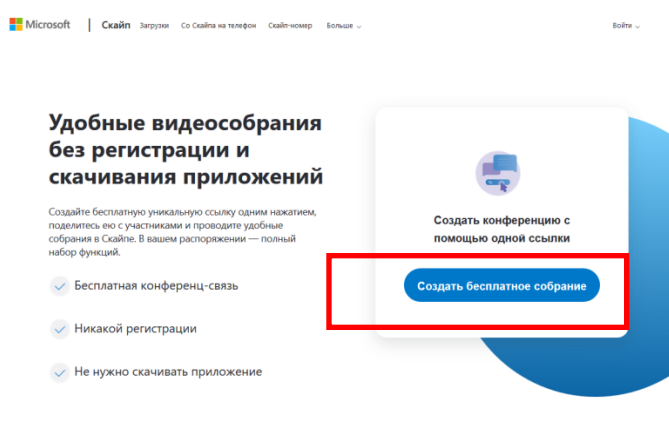 Microsoft | Скайп Загрузки Со Скайпа на телефон Скайп-номер Больше Войти
Удобные видеособрания
без регистрации и
скачивания приложений
Создайте бесплатную уникальную ссылку одним нажатием,
поделитесь ею с участниками и проводите удобные
собрания в Скайпе. В вашем распоряжении — полный
набор функций.
Бесплатная конференц-связь
Никакой регистрации
Не нужно скачивать приложение
Создать конференцию с
помощью одной ссылки
Создать бесплатное собрание